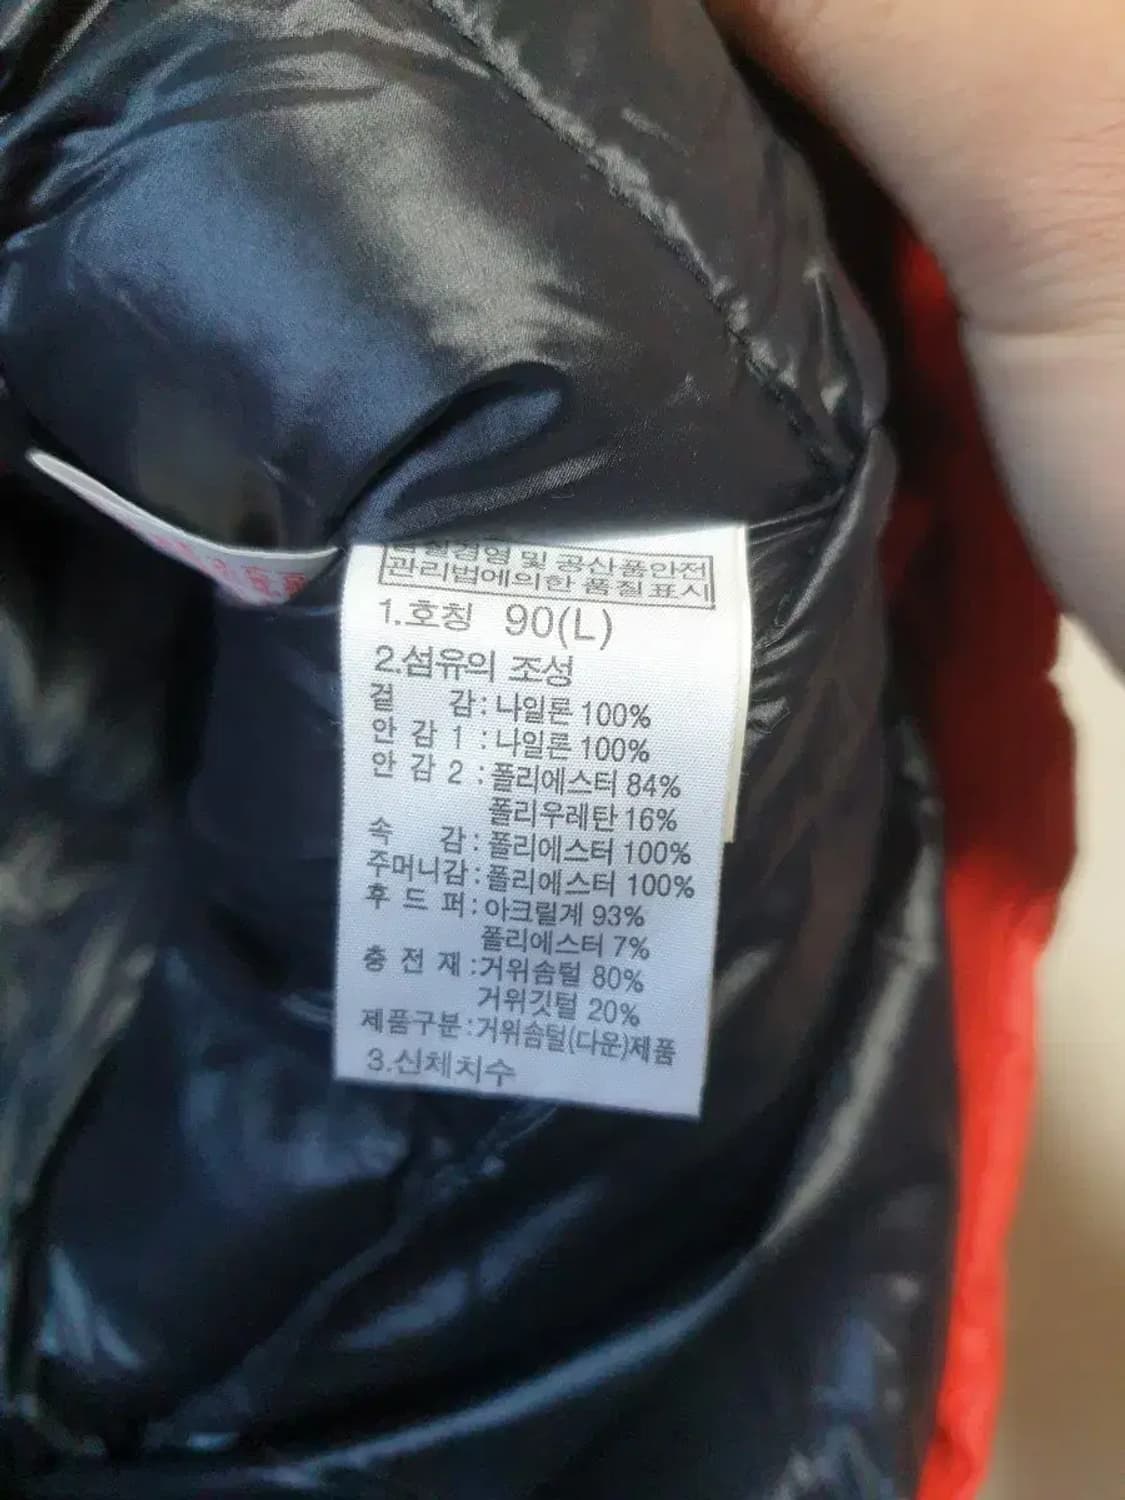 품질경영 및 공산품안전
관리법에의한 품질표시
1.호칭 90(L)
2.섬유의 조성
겉 감 : 나일론 100%
안 감 1 : 나일론 100%
안 감 2 : 폴리에스터 84%
폴리우레탄 16%
속 감 : 폴리에스터 100%
주머니감 : 폴리에스터 100%
후 드 퍼 : 아크릴계 93%
폴리에스터 7%
충 전 재 : 거위솜털 80%
거위깃털 20%
제품구분 : 거위솜털(다운)제품
3.신체치수